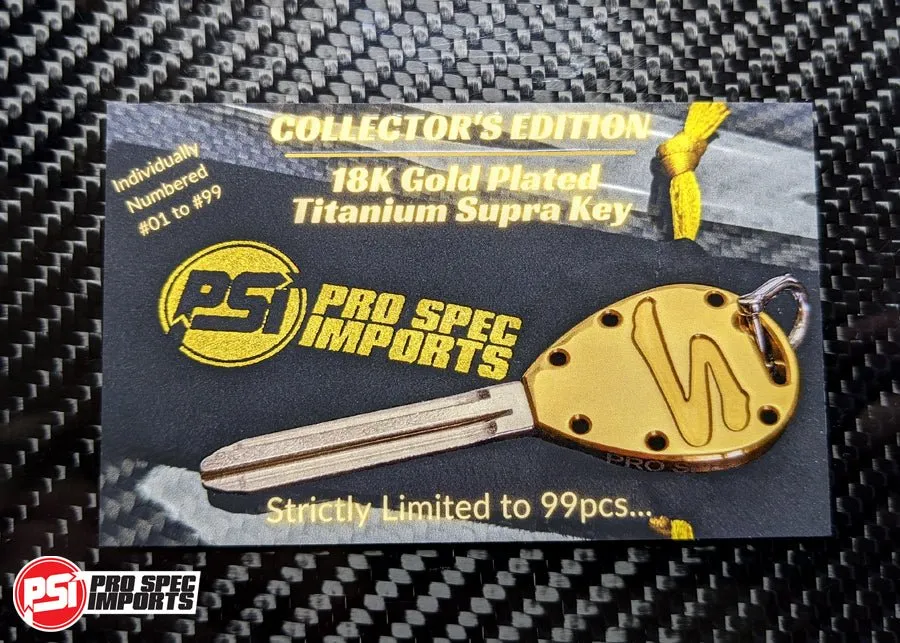 COLLECTOR'S EDITION
18K Gold Plated
Titanium Supra Key
Individually
Numbered
#01 to #99
PSi
PRO SPEC
IMPORTS
PRO S
Strictly Limited to 99pcs...
PSi
PRO SPEC
IMPORTS